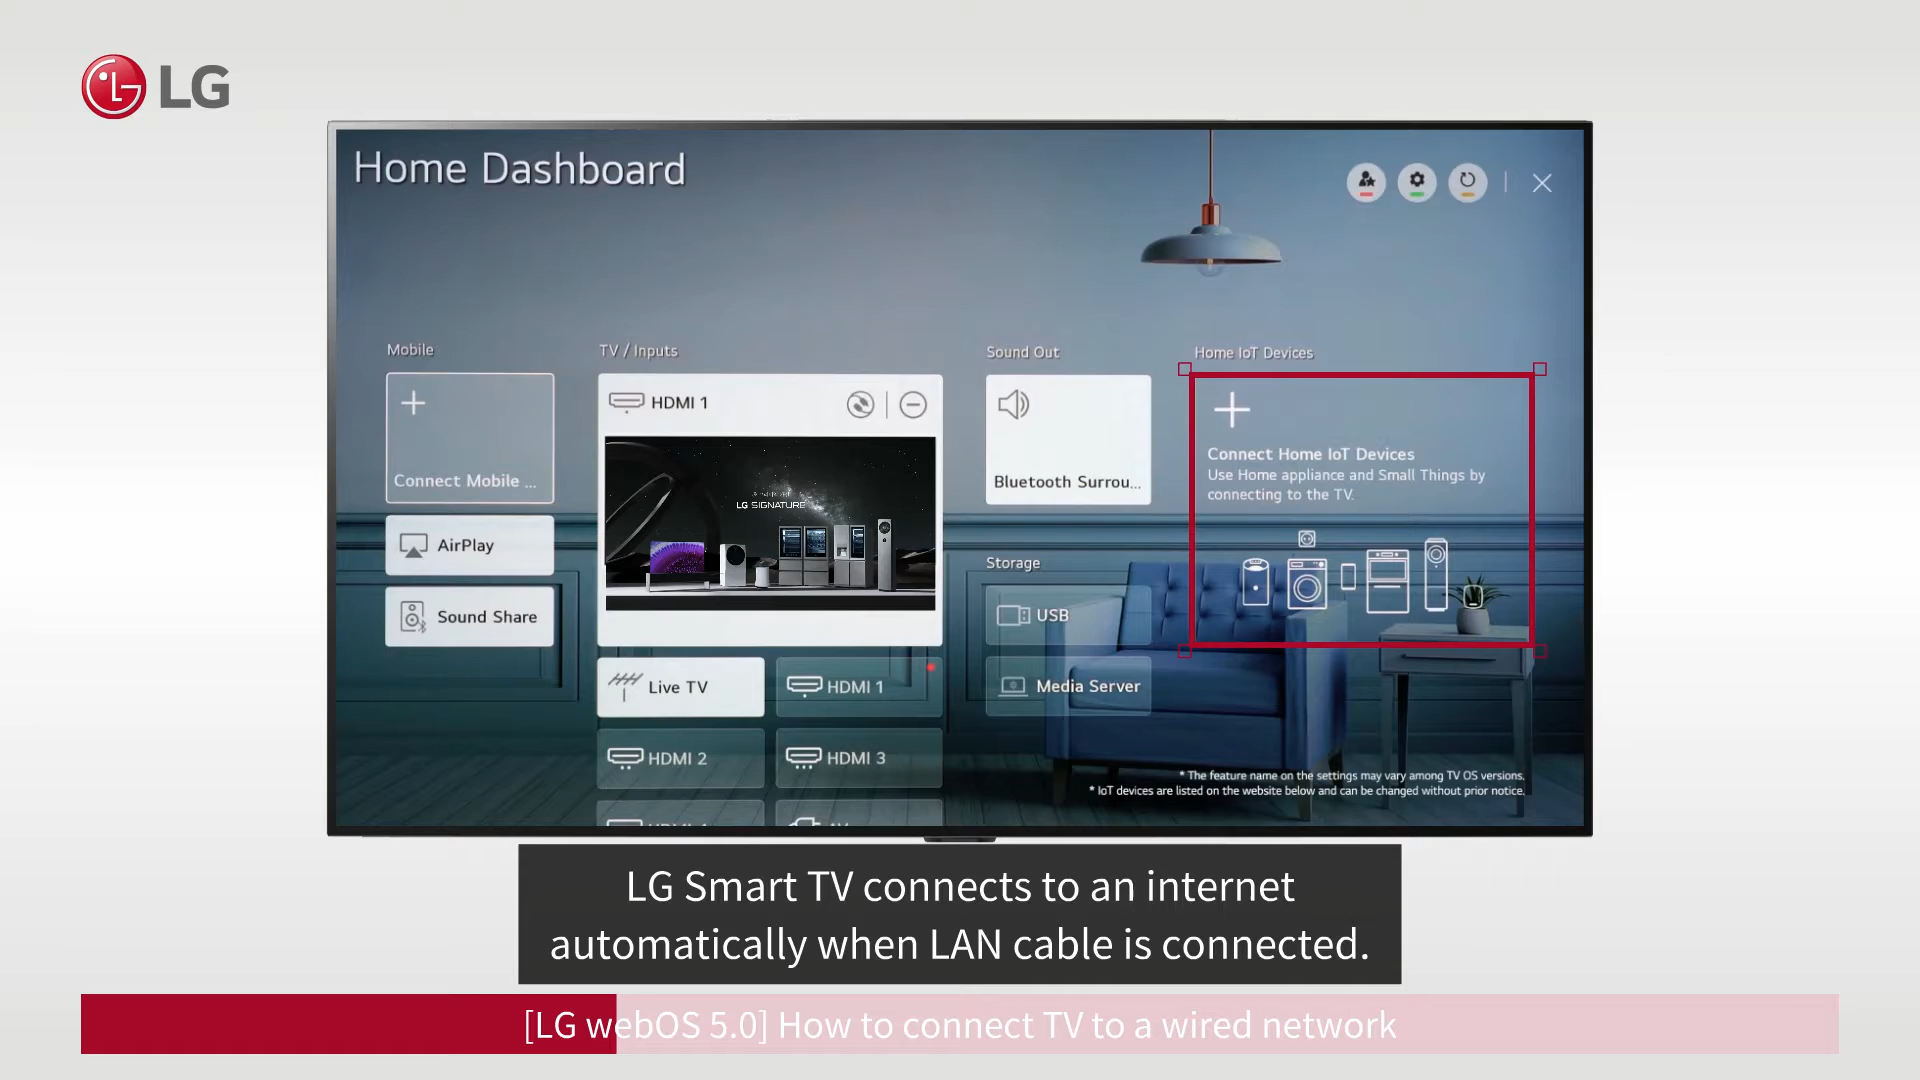 LG
Home Dashboard
Mobile
Connect Mobile ...
AirPlay
Sound Share
TV / Inputs
HDMI 1
LG SIGNATURE
Live TV
HDMI 1
HDMI 2
HDMI 3
Sound Out
Bluetooth Surrou...
Storage
USB
Media Server
Home IoT Devices
Connect Home IoT Devices
Use Home appliance and Small Things by
connecting to the TV.
* The feature name on the settings may vary among TV OS versions.
* IoT devices are listed on the website below and can be changed without prior notice.
LG Smart TV connects to an internet
automatically when LAN cable is connected.
[LG webOS 5.0] How to connect TV to a wired network